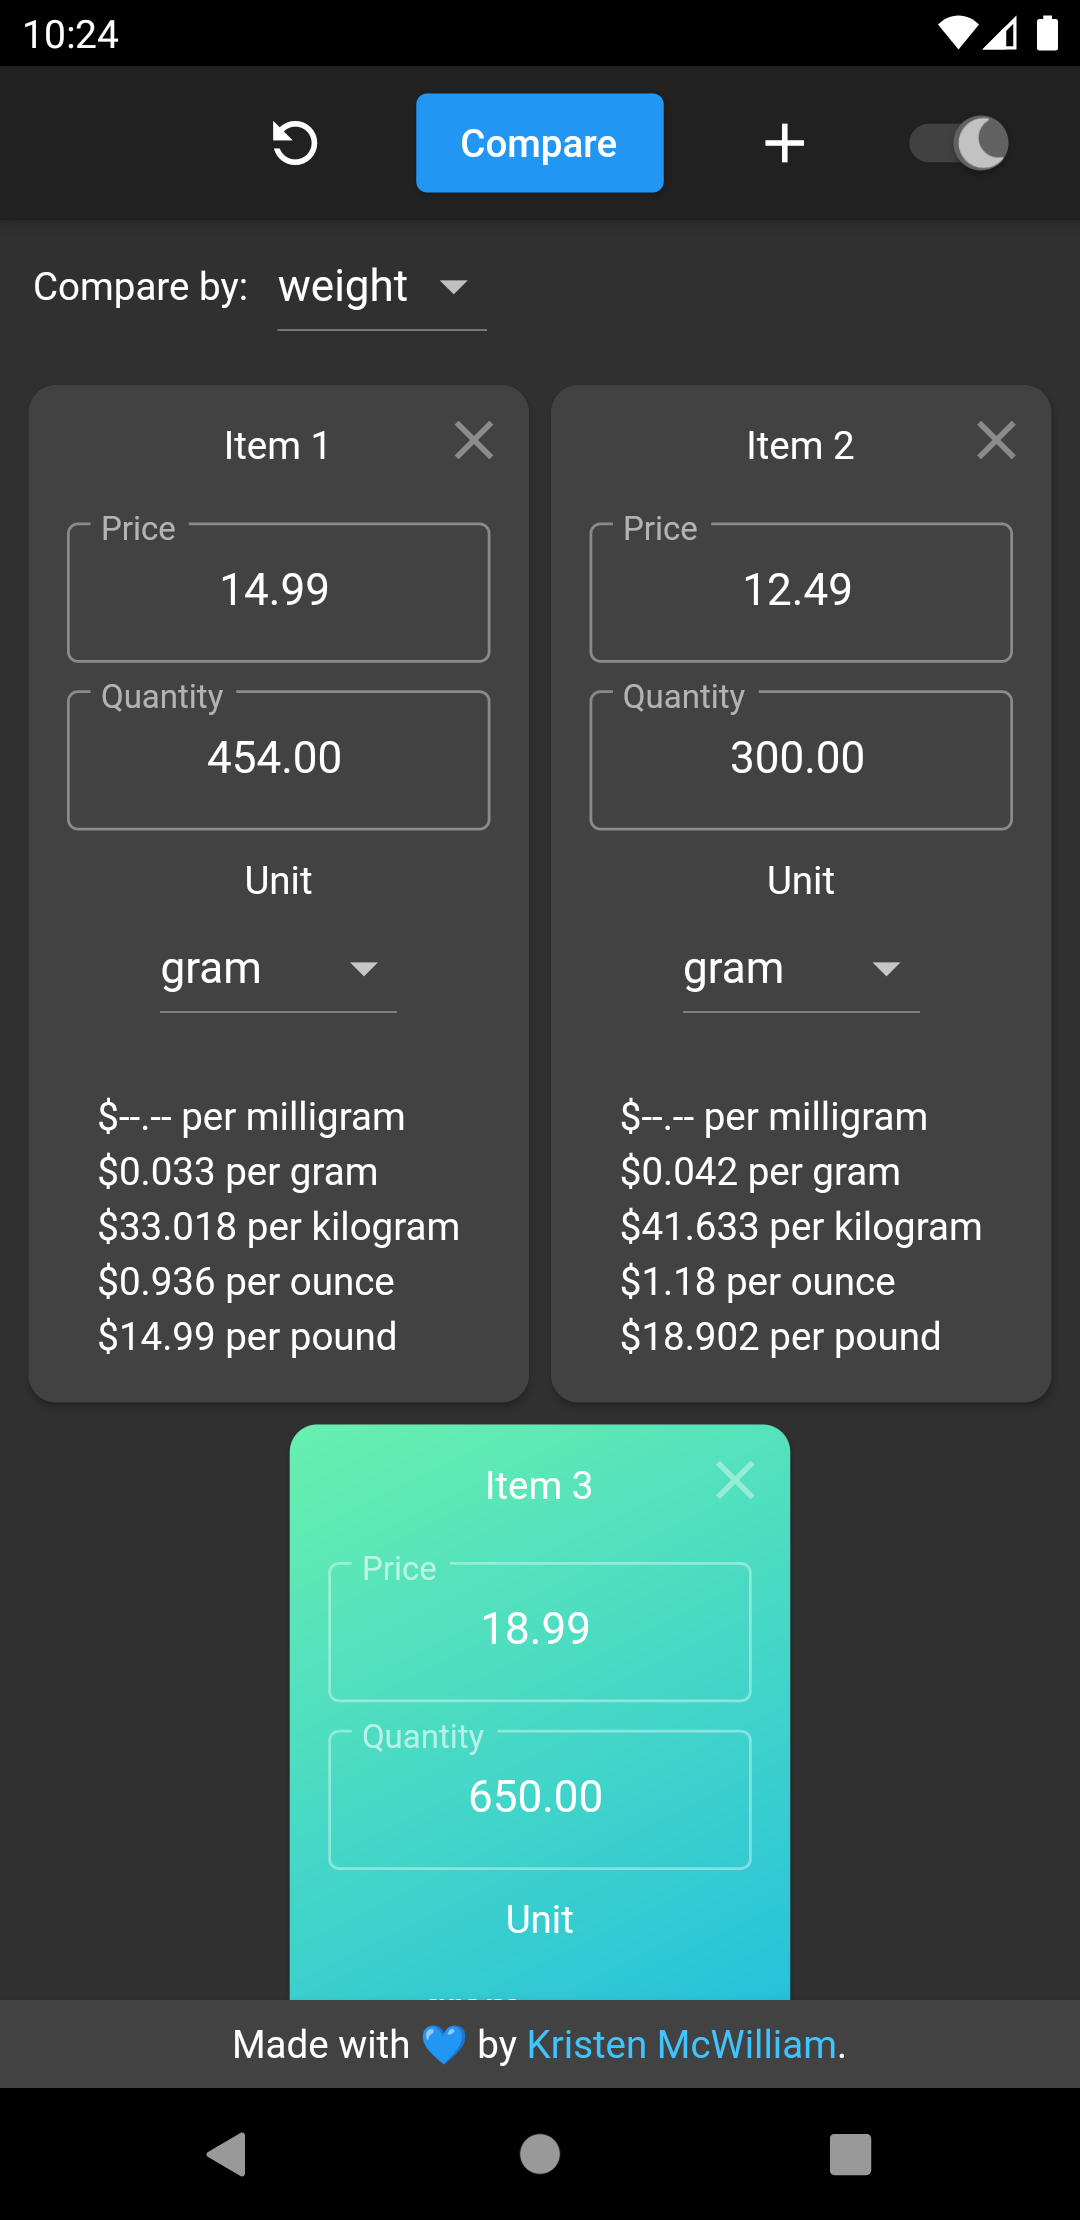 10:24
Compare
Compare by: weight
Item 1
Price
14.99
Quantity
454.00
Unit
gram
$--.-- per milligram
$0.033 per gram
$33.018 per kilogram
$0.936 per ounce
$14.99 per pound
Item 2
Price
12.49
Quantity
300.00
Unit
gram
$--.-- per milligram
$0.042 per gram
$41.633 per kilogram
$1.18 per ounce
$18.902 per pound
Item 3
Price
18.99
Quantity
650.00
Unit
Made with 💙 by Kristen McWilliam.